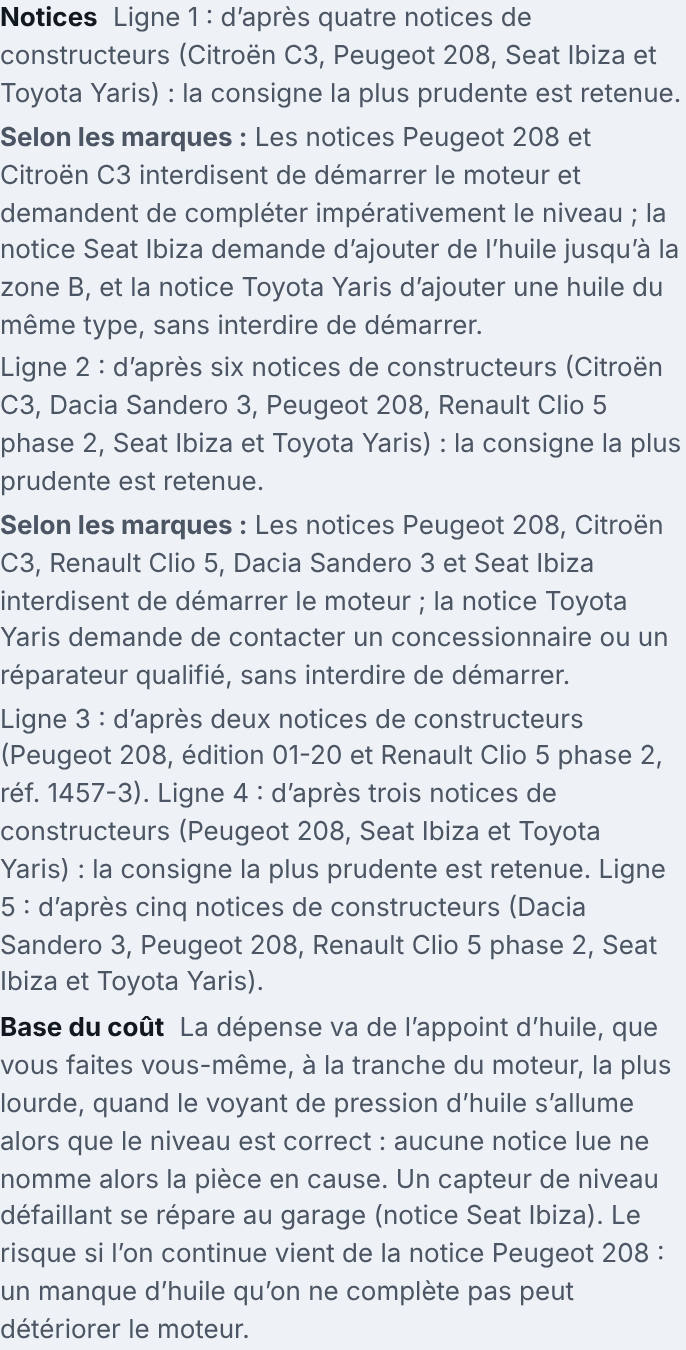 Notices Ligne 1 : d’après quatre notices de
constructeurs (Citroën C3, Peugeot 208, Seat Ibiza et
Toyota Yaris) : la consigne la plus prudente est retenue.
Selon les marques : Les notices Peugeot 208 et
Citroën C3 interdisent de démarrer le moteur et
demandent de compléter impérativement le niveau ; la
notice Seat Ibiza demande d’ajouter de l’huile jusqu’à la
zone B, et la notice Toyota Yaris d’ajouter une huile du
même type, sans interdire de démarrer.
Ligne 2 : d’après six notices de constructeurs (Citroën
C3, Dacia Sandero 3, Peugeot 208, Renault Clio 5
phase 2, Seat Ibiza et Toyota Yaris) : la consigne la plus
prudente est retenue.
Selon les marques : Les notices Peugeot 208, Citroën
C3, Renault Clio 5, Dacia Sandero 3 et Seat Ibiza
interdisent de démarrer le moteur ; la notice Toyota
Yaris demande de contacter un concessionnaire ou un
réparateur qualifié, sans interdire de démarrer.
Ligne 3 : d’après deux notices de constructeurs
(Peugeot 208, édition 01-20 et Renault Clio 5 phase 2,
réf. 1457-3). Ligne 4 : d’après trois notices de
constructeurs (Peugeot 208, Seat Ibiza et Toyota
Yaris) : la consigne la plus prudente est retenue. Ligne
5 : d’après cinq notices de constructeurs (Dacia
Sandero 3, Peugeot 208, Renault Clio 5 phase 2, Seat
Ibiza et Toyota Yaris).
Base du coût La dépense va de l’appoint d’huile, que
vous faites vous-même, à la tranche du moteur, la plus
lourde, quand le voyant de pression d’huile s’allume
alors que le niveau est correct : aucune notice lue ne
nomme alors la pièce en cause. Un capteur de niveau
défaillant se répare au garage (notice Seat Ibiza). Le
risque si l’on continue vient de la notice Peugeot 208 :
un manque d’huile qu’on ne complète pas peut
détériorer le moteur.